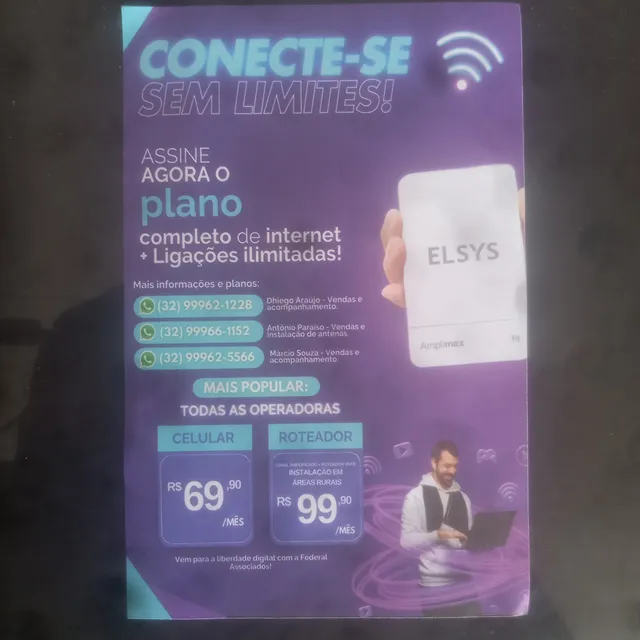 CONECTE-SE
SEM LIMITES!
ASSINE
AGORA O
plano
completo de internet
+ Ligações ilimitadas!
Mais informações e planos:
(32) 99962-1228
Dhiego Araujo - Vendas e
acompanhamento.
(32) 99966-1152
Antônio Paraiso - Vendas e
instalação de antenas.
(32) 99962-5566
Márcio Souza - Vendas e
acompanhamento.
MAIS POPULAR:
TODAS AS OPERADORAS
CELULAR
R$ 69,90
/MÊS
ROTEADOR
INSTALAÇÃO EM
ÁREAS RURAIS
R$ 99,90
/MÊS
Vem para a liberdade digital com a Federal
Associados!
ELSYS
Amplimax